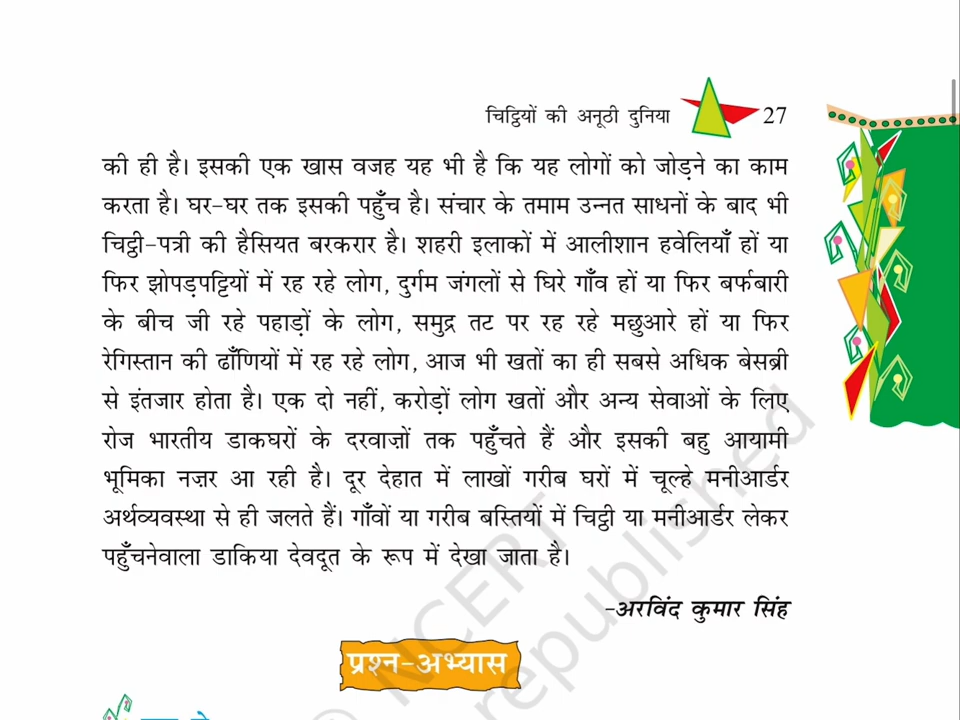 चिट्ठियों की अनूठी दुनिया 27
की ही है। इसकी एक खास वजह यह भी है कि यह लोगों को जोड़ने का काम
करता है। घर-घर तक इसकी पहुँच है। संचार के तमाम उन्नत साधनों के बाद भी
चिट्ठी-पत्री की हैसियत बरकरार है। शहरी इलाकों में आलीशान हवेलियाँ हों या
फिर झोपड़पट्टियों में रह रहे लोग, दुर्गम जंगलों से घिरे गाँव हों या फिर बर्फबारी
के बीच जी रहे पहाड़ों के लोग, समुद्र तट पर रह रहे मछुआरे हों या फिर
रेगिस्तान की ढाँणियों में रह रहे लोग, आज भी खतों का ही सबसे अधिक बेसब्री
से इंतजार होता है। एक दो नहीं, करोड़ों लोग खतों और अन्य सेवाओं के लिए
रोज भारतीय डाकघरों के दरवाज़ों तक पहुँचते हैं और इसकी बहु आयामी
भूमिका नज़र आ रही है। दूर देहात में लाखों गरीब घरों में चूल्हे मनीआर्डर
अर्थव्यवस्था से ही जलते हैं। गाँवों या गरीब बस्तियों में चिट्ठी या मनीआर्डर लेकर
पहुँचनेवाला डाकिया देवदूत के रूप में देखा जाता है।
-अरविंद कुमार सिंह
प्रश्न-अभ्यास
© NCERT
republished